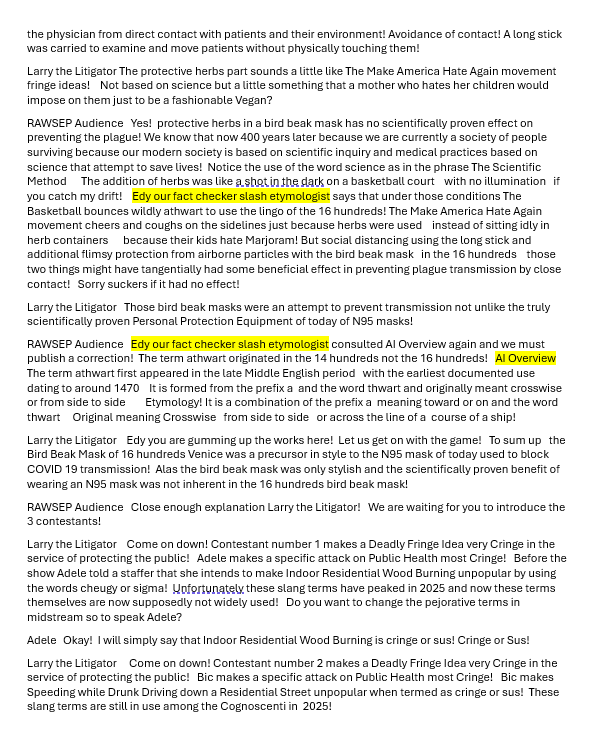 the physician from direct contact with patients and their environment! Avoidance of contact! A long stick
was carried to examine and move patients without physically touching them!
Larry the Litigator The protective herbs part sounds a little like The Make America Hate Again movement
fringe ideas!   Not based on science but a little something that a mother who hates her children would
impose on them just to be a fashionable Vegan?
RAWSEP Audience   Yes!  protective herbs in a bird beak mask has no scientifically proven effect on
preventing the plague! We know that now 400 years later because we are currently a society of people
surviving because our modern society is based on scientific inquiry and medical practices based on
science that attempt to save lives!  Notice the use of the word science as in the phrase The Scientific
Method     The addition of herbs was like a shot in the dark on a basketball court   with no illumination   if
you catch my drift!   Edy our fact checker slash etymologist says that under those conditions The
Basketball bounces wildly athwart to use the lingo of the 16 hundreds! The Make America Hate Again
movement cheers and coughs on the sidelines just because herbs were used   instead of sitting idly in
herb containers     because their kids hate Marjoram! But social distancing using the long stick and
additional flimsy protection from airborne particles with the bird beak mask   in the 16 hundreds   those
two things might have tangentially had some beneficial effect in preventing plague transmission by close
contact!   Sorry suckers if it had no effect!
Larry the Litigator   Those bird beak masks were an attempt to prevent transmission not unlike the truly
scientifically proven Personal Protection Equipment of today of N95 masks!
RAWSEP Audience   Edy our fact checker slash etymologist consulted AI Overview again and we must
publish a correction!  The term athwart originated in the 14 hundreds not the 16 hundreds!   AI Overview
The term athwart first appeared in the late Middle English period   with the earliest documented use
dating to around 1470    It is formed from the prefix a  and the word thwart and originally meant crosswise
or from side to side      Etymology! It is a combination of the prefix a  meaning toward or on and the word
thwart    Original meaning Crosswise   from side to side   or across the line of a  course of a ship!
Larry the Litigator    Edy you are gumming up the works here!  Let us get on with the game!   To sum up   the
Bird Beak Mask of 16 hundreds Venice was a precursor in style to the N95 mask of today used to block
COVID 19 transmission!   Alas the bird beak mask was only stylish and the scientifically proven benefit of
wearing an N95 mask was not inherent in the 16 hundreds bird beak mask!
RAWSEP Audience   Close enough explanation Larry the Litigator!   We are waiting for you to introduce the
3 contestants!
Larry the Litigator    Come on down! Contestant number 1 makes a Deadly Fringe Idea very Cringe in the
service of protecting the public!   Adele makes a specific attack on Public Health most Cringe!   Before the
show Adele told a staffer that she intends to make Indoor Residential Wood Burning unpopular by using
the words cheugy or sigma!  Unfortunately these slang terms have peaked in 2025 and now these terms
themselves are now supposedly not widely used!   Do you want to change the pejorative terms in
midstream so to speak Adele?
Adele   Okay!  I will simply say that Indoor Residential Wood Burning is cringe or sus! Cringe or Sus!
Larry the Litigator    Come on down! Contestant number 2 makes a Deadly Fringe Idea very Cringe in the
service of protecting the public!   Bic makes a specific attack on Public Health most Cringe!   Bic makes
Speeding while Drunk Driving down a Residential Street unpopular when termed as cringe or sus!  These
slang terms are still in use among the Cognoscenti in  2025!